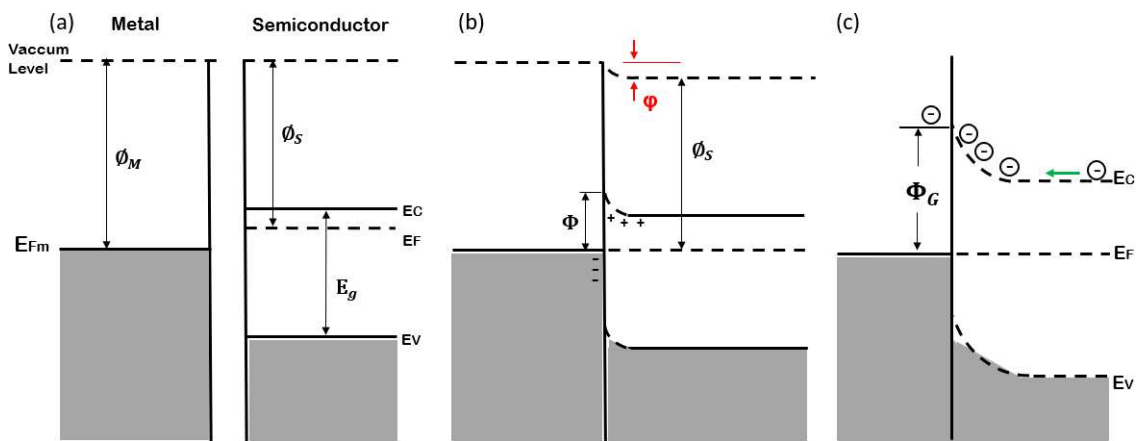 (a)
Metal
Semiconductor
Vaccum
Level
∅M
∅S
EC
EFm
EF
Eg
EV
(b)
φ
∅S
Φ
+ + +
-
-
-
(c)
- - - - - -
EC
ΦG
EF
EV